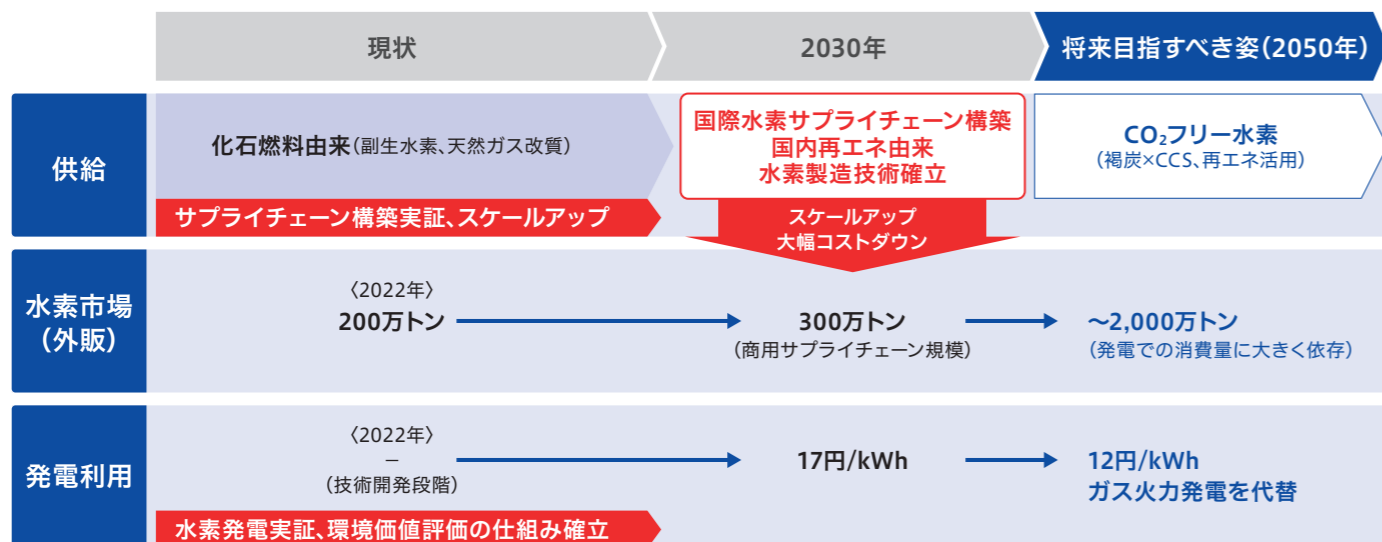 現状
2030年
将来目指すべき姿（2050年）
供給
化石燃料由来（副生水素、天然ガス改質）
サプライチェーン構築実証、スケールアップ
国際水素サプライチェーン構築
国内再エネ由来
水素製造技術確立
スケールアップ
大幅コストダウン
CO₂フリー水素
（褐炭×CCS、再エネ活用）
水素市場
（外販）
〈2022年〉
200万トン
300万トン
（商用サプライチェーン規模）
～2,000万トン
（発電での消費量に大きく依存）
発電利用
〈2022年〉
－
（技術開発段階）
水素発電実証、環境価値評価の仕組み確立
17円/kWh
12円/kWh
ガス火力発電を代替